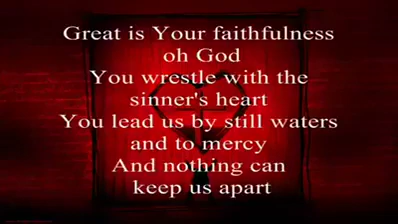 Great is Your faithfulness
oh God
You wrestle with the
sinner's heart
You lead us by still waters
and to mercy
And nothing can
keep us apart